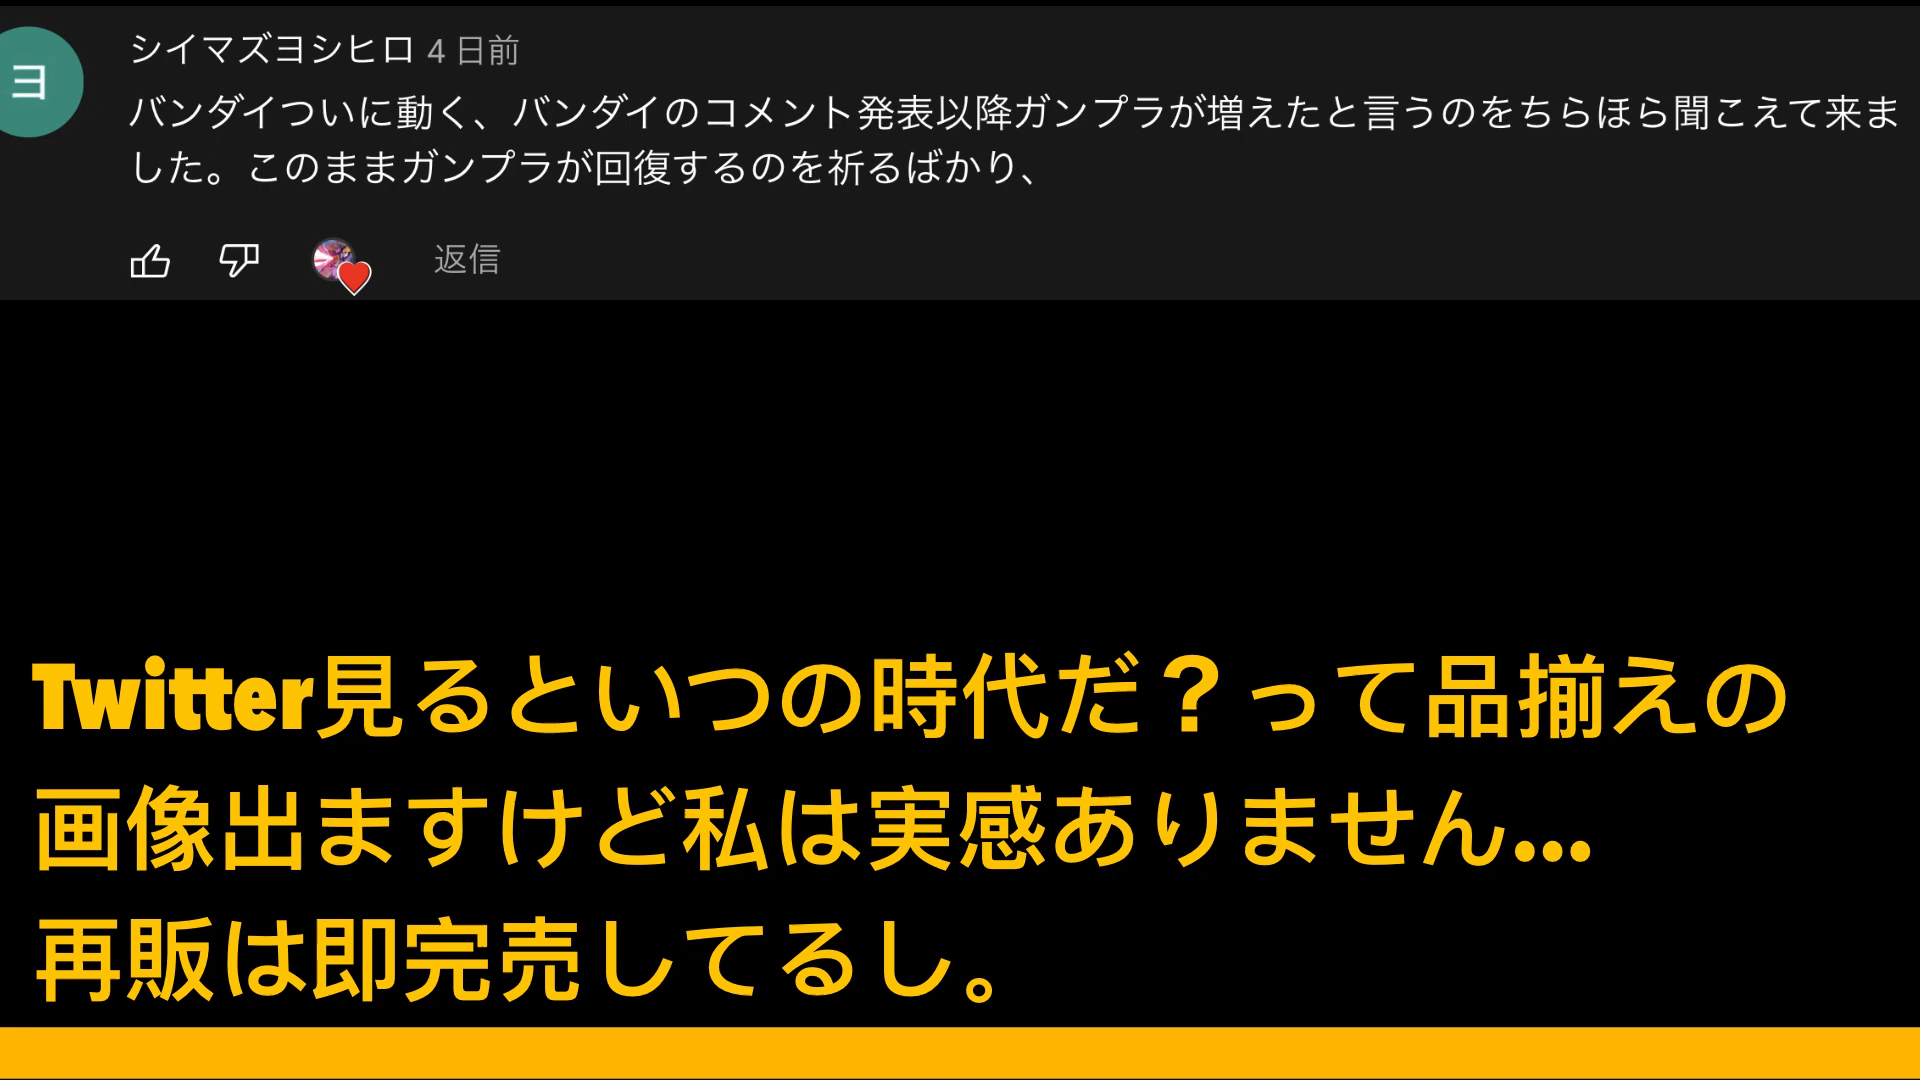 ヨ
シイマズヨシヒロ 4 日前
バンダイついに動く、バンダイのコメント発表以降ガンプラが増えたと言うのをちらほら聞こえて来ま
した。このままガンプラが回復するのを祈るばかり、
返信
Twitter見るといつの時代だ？って品揃えの
画像出ますけど私は実感ありません...
再販は即完売してるし。